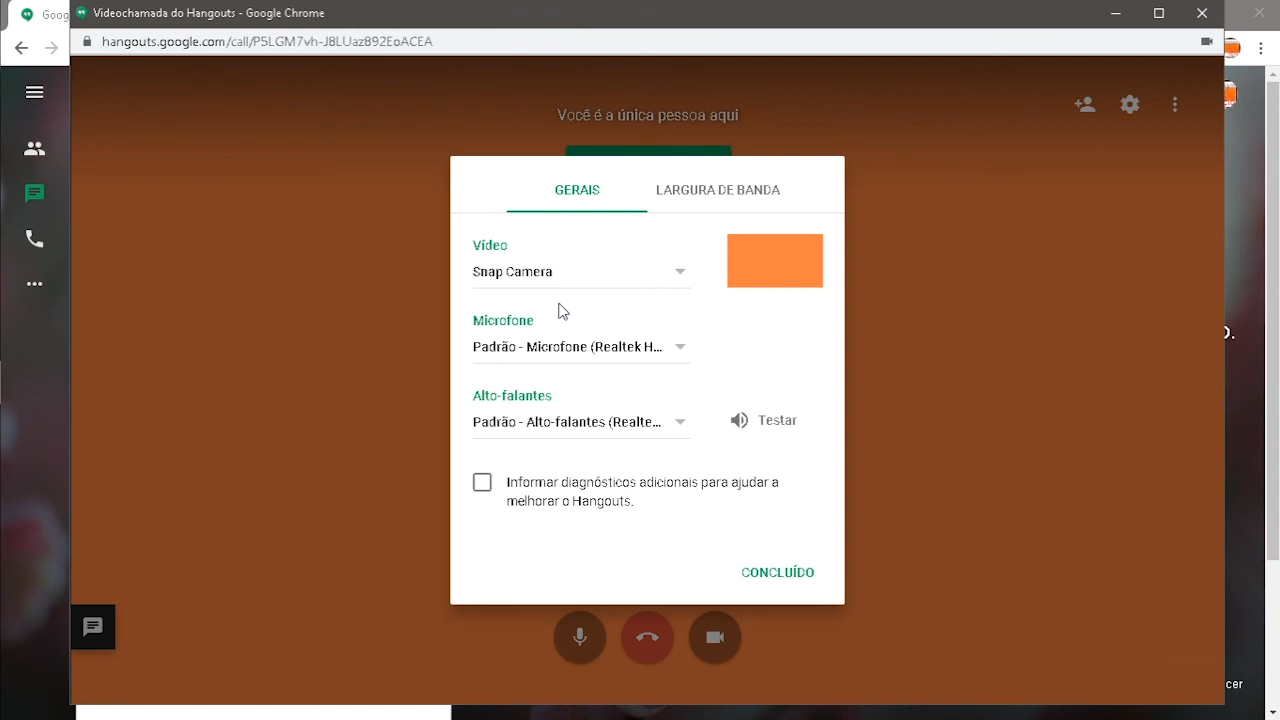 Goog
Videochamada do Hangouts - Google Chrome
hangouts.google.com/call/P5LGM7vh-J8LUaz892EoACEA
Você é a única pessoa aqui
GERAIS
LARGURA DE BANDA
Vídeo
Snap Camera
Microfone
Padrão - Microfone (Realtek H...
Alto-falantes
Padrão - Alto-falantes (Realte...
Testar
Informar diagnósticos adicionais para ajudar a
melhorar o Hangouts.
CONCLUÍDO
o.
cer